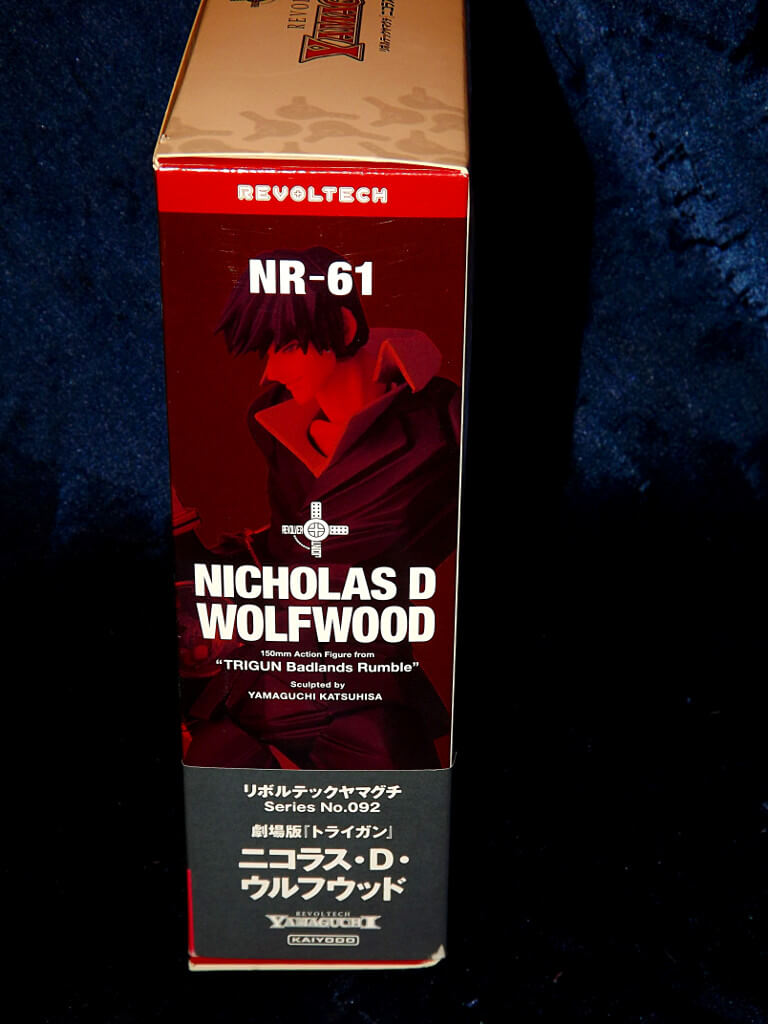 REVOLTECH
NR-61
REVOLVER
JOINT
NICHOLAS D
WOLFWOOD
150mm Action Figure from
“TRIGUN Badlands Rumble”
Sculpted by
YAMAGUCHI KATSUHISA
リボルテックヤマグチ
Series No.092
劇場版『トライガン』
ニコラス・D・
ウルフウッド
REVOLTECH
YAMAGUCHI
KAIYODO